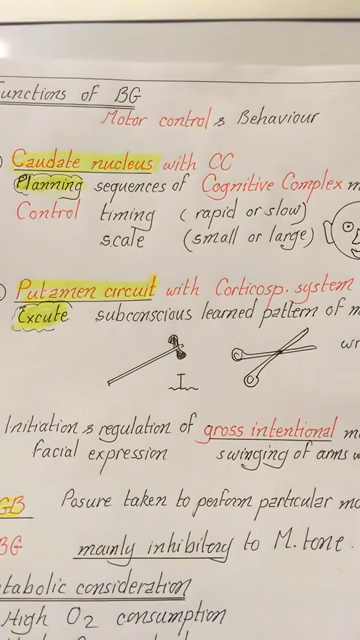 Functions of BG
Motor control & Behaviour
Caudate nucleus with CC
Planning sequences of Cognitive Complex m
Control timing (rapid or slow)
scale (small or large)
Putamen circuit with Corticosp. system
Excute subconscious learned pattern of m
wr
Initiation & regulation of gross intentional m
Facial expression swinging of arms w
GB Posure taken to perform particular mo
BG mainly inhibitory to M. tone.
etabolic consideration
High O2 consumption